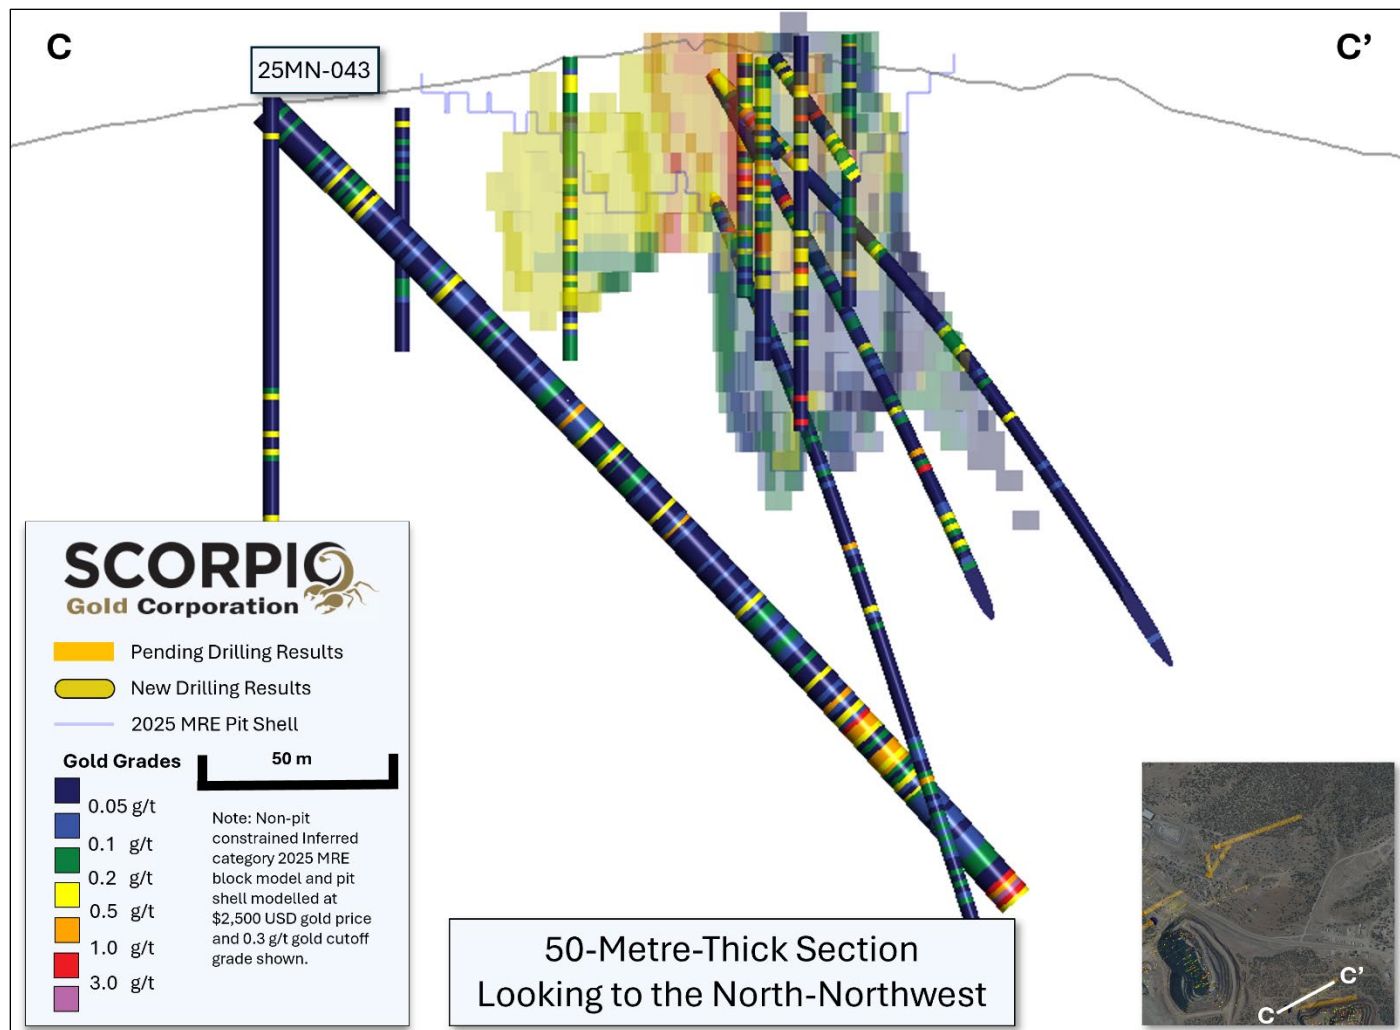 C
C’
25MN-043
SCORPIO
Gold Corporation
Pending Drilling Results
New Drilling Results
2025 MRE Pit Shell
Gold Grades
50 m
0.05 g/t
0.1 g/t
0.2 g/t
0.5 g/t
1.0 g/t
3.0 g/t
Note: Non-pit
constrained Inferred
category 2025 MRE
block model and pit
shell modelled at
$2,500 USD gold price
and 0.3 g/t gold cutoff
grade shown.
50-Metre-Thick Section
Looking to the North-Northwest
C’
C